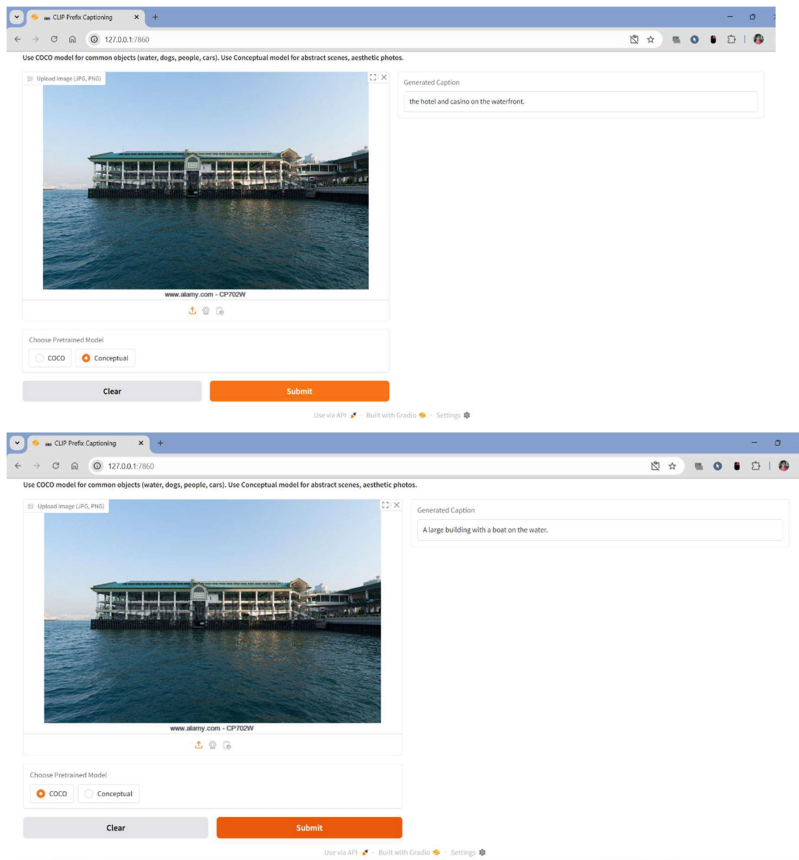 CLIP Prefix Captioning
127.0.0.1:7860
Use COCO model for common objects (water, dogs, people, cars). Use Conceptual model for abstract scenes, aesthetic photos.
Upload Image (JPG, PNG)
www.alamy.com - CP702W
Generated Caption
the hotel and casino on the waterfront.
Choose Pretrained Model
COCO Conceptual
Clear Submit
Use via API · Built with Gradio · Settings
CLIP Prefix Captioning
127.0.0.1:7860
Use COCO model for common objects (water, dogs, people, cars). Use Conceptual model for abstract scenes, aesthetic photos.
Upload Image (JPG, PNG)
www.alamy.com - CP702W
Generated Caption
A large building with a boat on the water.
Choose Pretrained Model
COCO Conceptual
Clear Submit
Use via API · Built with Gradio · Settings